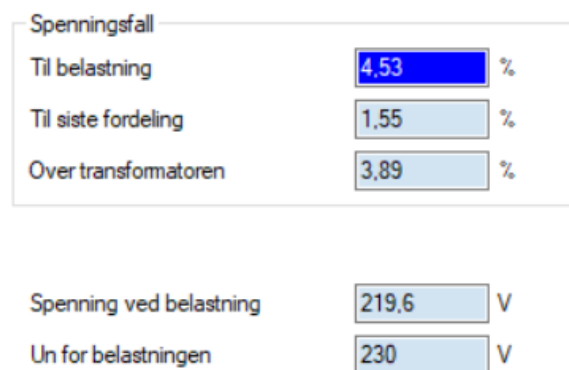 Spenningsfall
Til belastning 4,53 %
Til siste fordeling 1,55 %
Over transformatoren 3,89 %
Spenning ved belastning 219,6 V
Un for belastningen 230 V